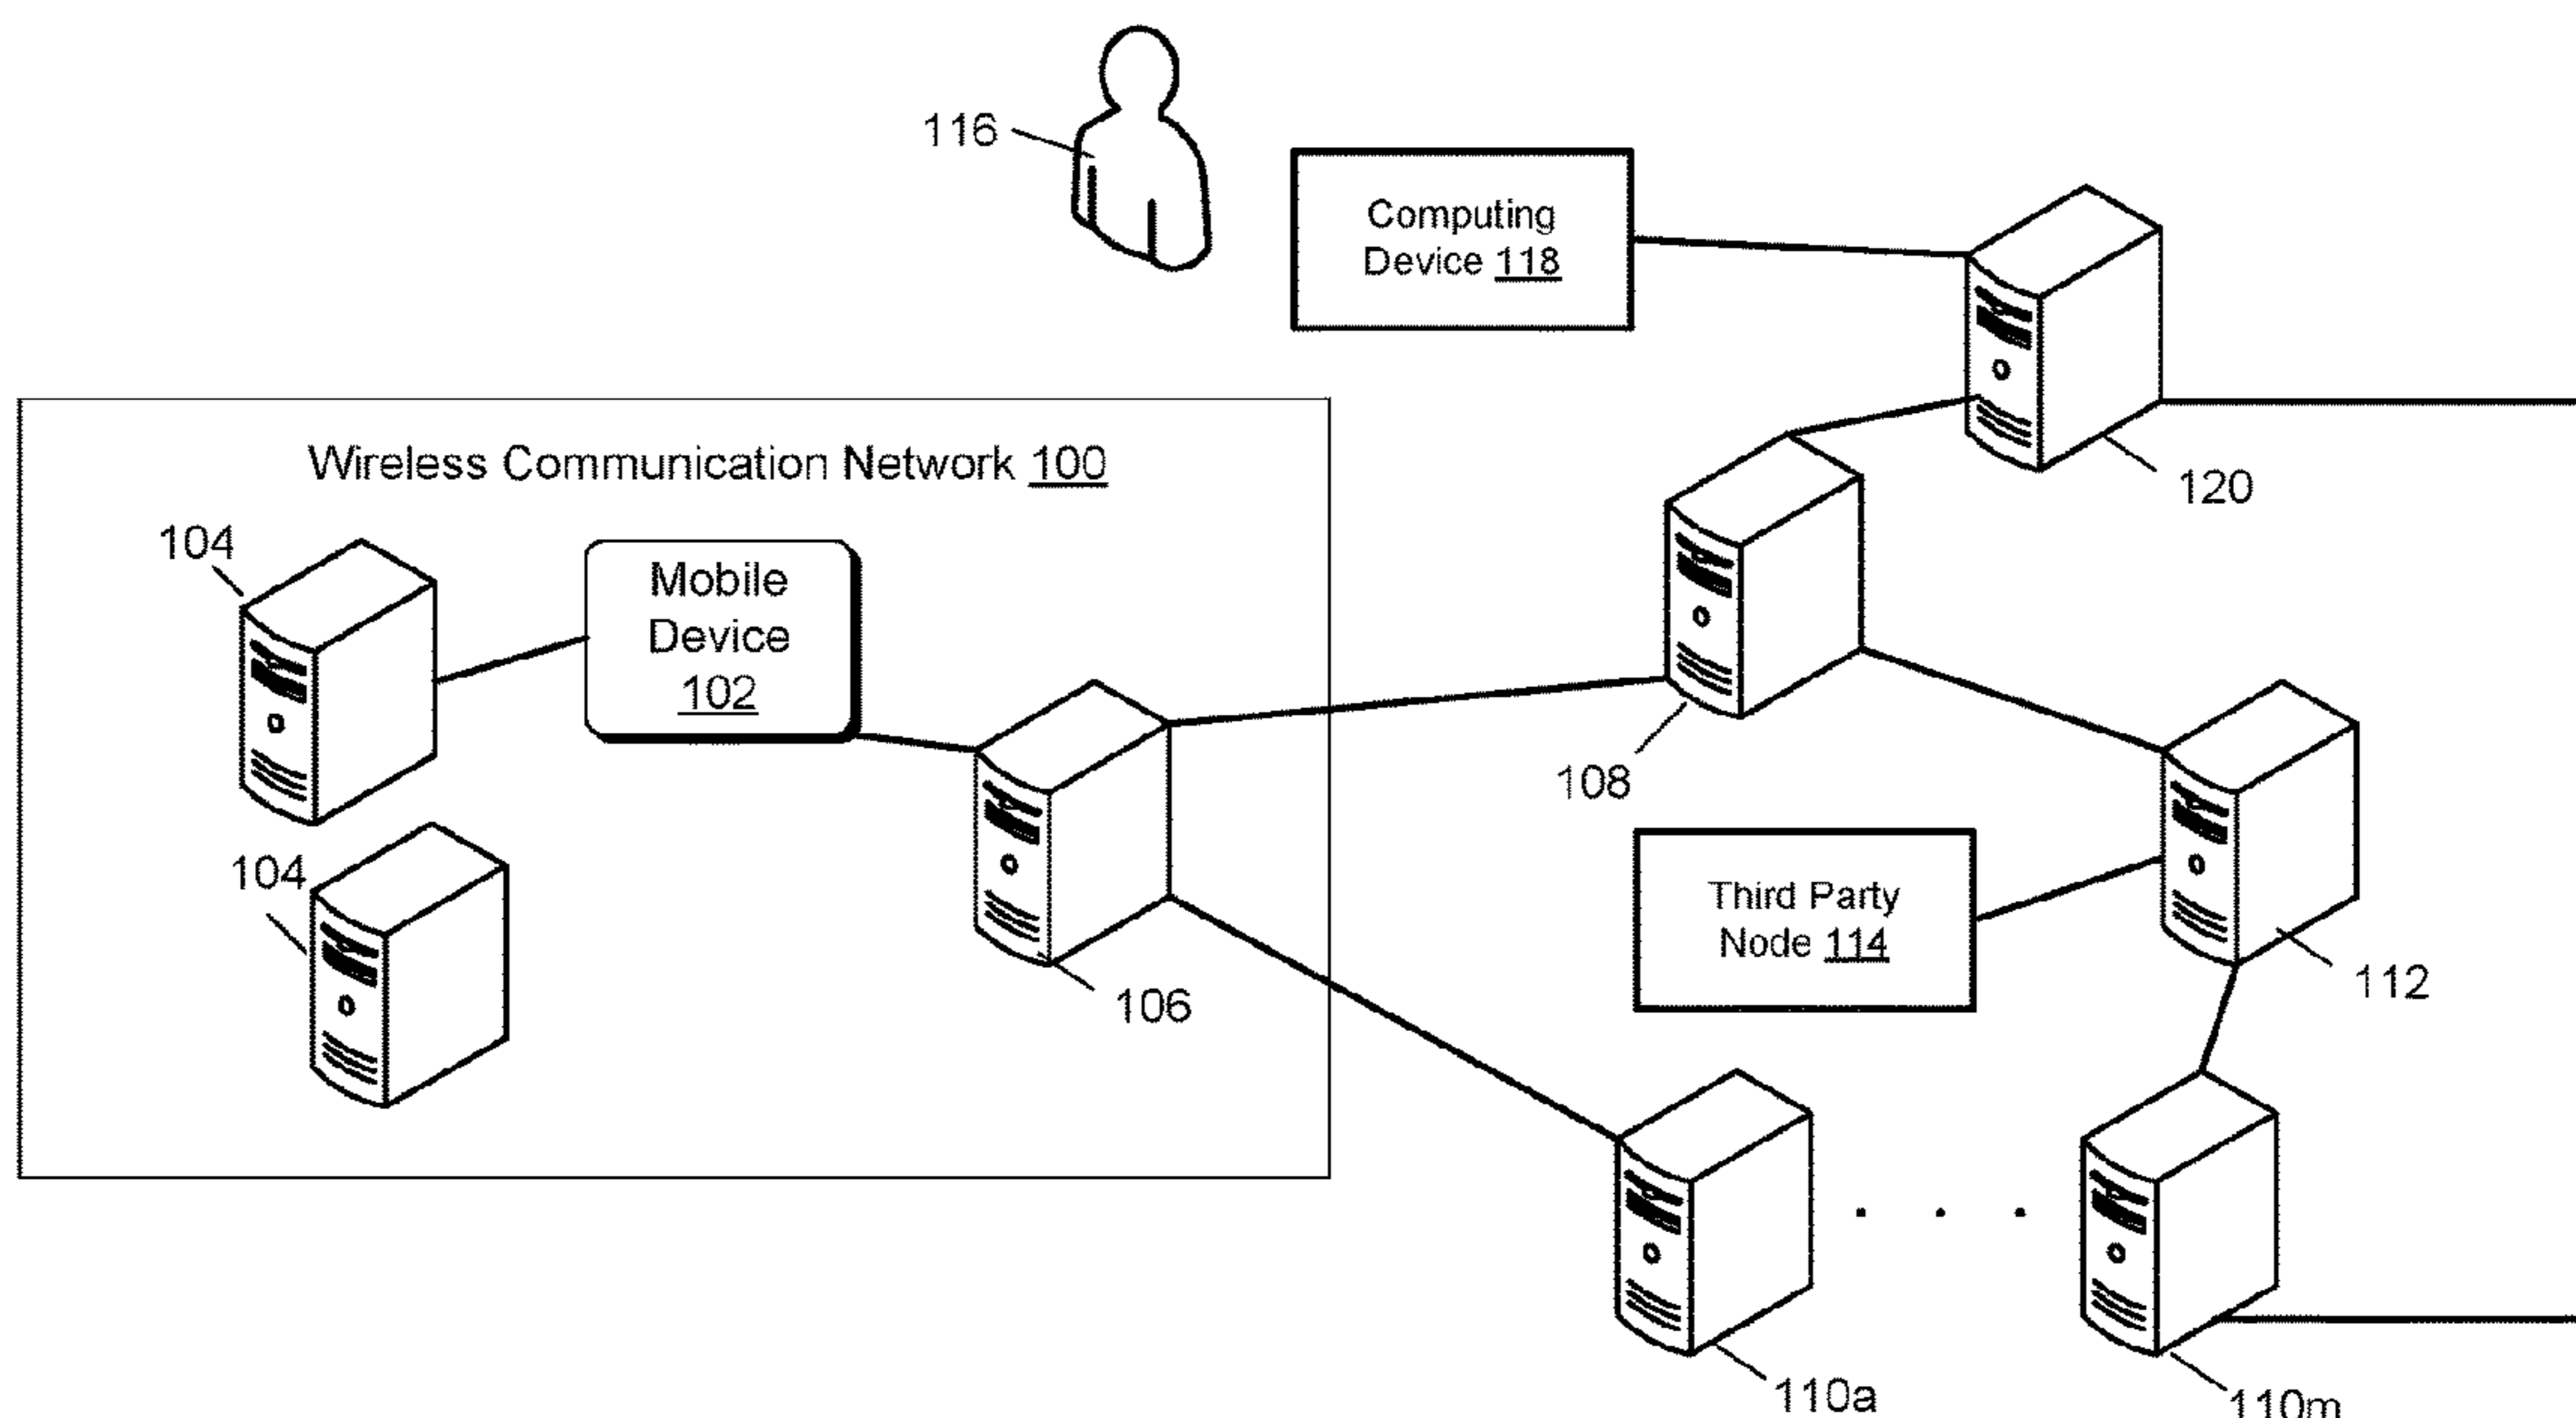 116
Computing
Device 118
120
Wireless Communication Network 100
104
Mobile
Device
102
108
104
Third Party
Node 114
106
112
110a
110m